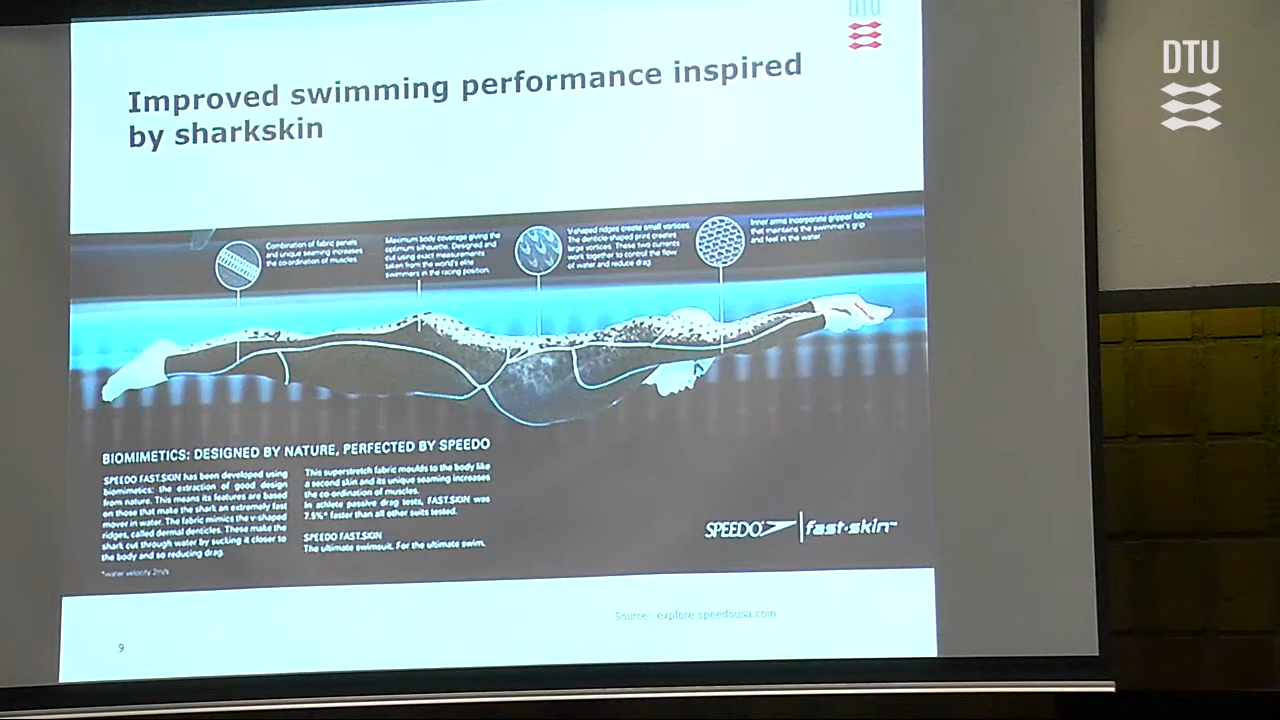 DTU
DTU
Improved swimming performance inspired
by sharkskin
Combination of fabric panels
and unique seaming increases
the co-ordination of muscles.
Maximum body coverage giving the
optimum silhouette. Designed and
cut using exact measurements
taken from the world's elite
swimmers in the racing position.
V-shaped ridges create small vortices.
The denticle-shaped print creates
large vortices. These two currents
work together to control the flow
of water and reduce drag.
Inner arms incorporate gripper fabric
that maintains the swimmer's grip
and feel in the water.
BIOMIMETICS: DESIGNED BY NATURE, PERFECTED BY SPEEDO
SPEEDO FAST.SKIN has been developed using
biomimetics: the extraction of good design
from nature. This means its features are based
on those that make the shark an extremely fast
mover in water. The fabric mimics the v-shaped
ridges, called dermal denticles. These make the
shark cut through water by sucking it closer to
the body and so reducing drag.
*water velocity 2m/s
This superstretch fabric moulds to the body like
a second skin and its unique seaming increases
the co-ordination of muscles.
In athlete passive drag tests, FAST.SKIN was
7.5%* faster than all other suits tested.
SPEEDO FAST.SKIN
The ultimate swimsuit. For the ultimate swim.
SPEEDO fast-skin™
Source: explore.speedousa.com
9